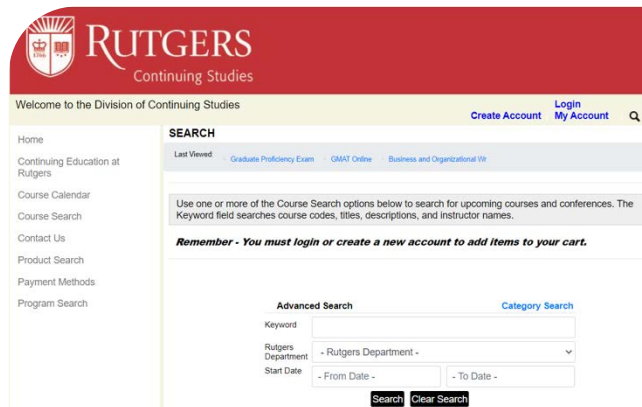 1766
RUTGERS
Continuing Studies
Welcome to the Division of Continuing Studies
Create Account
Login
My Account
Home
Continuing Education at
Rutgers
Course Calendar
Course Search
Contact Us
Product Search
Payment Methods
Program Search
SEARCH
Last Viewed: Graduate Proficiency Exam GMAT Online Business and Organizational Wr
Use one or more of the Course Search options below to search for upcoming courses and conferences. The
Keyword field searches course codes, titles, descriptions, and instructor names.
Remember - You must login or create a new account to add items to your cart.
Advanced Search Category Search
Keyword
Rutgers
Department
- Rutgers Department -
Start Date
- From Date - - To Date -
Search Clear Search